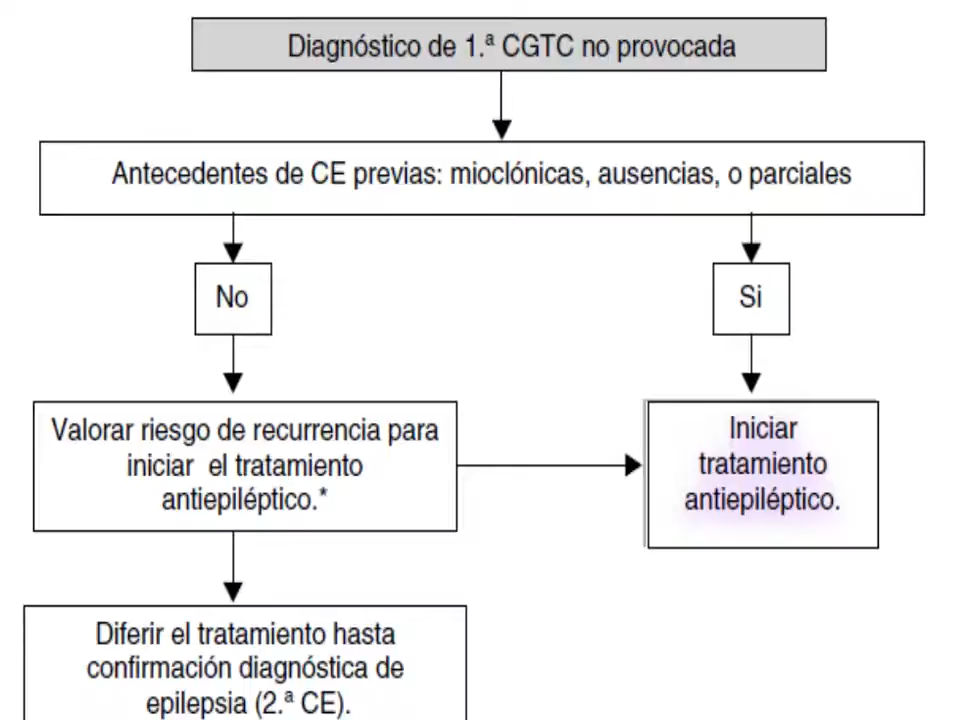 Diagnóstico de 1.ª CGTC no provocada
Antecedentes de CE previas: mioclónicas, ausencias, o parciales
No
Si
Valorar riesgo de recurrencia para
iniciar el tratamiento
antiepiléptico.*
Iniciar
tratamiento
antiepiléptico.
Diferir el tratamiento hasta
confirmación diagnóstica de
epilepsia (2.ª CE).